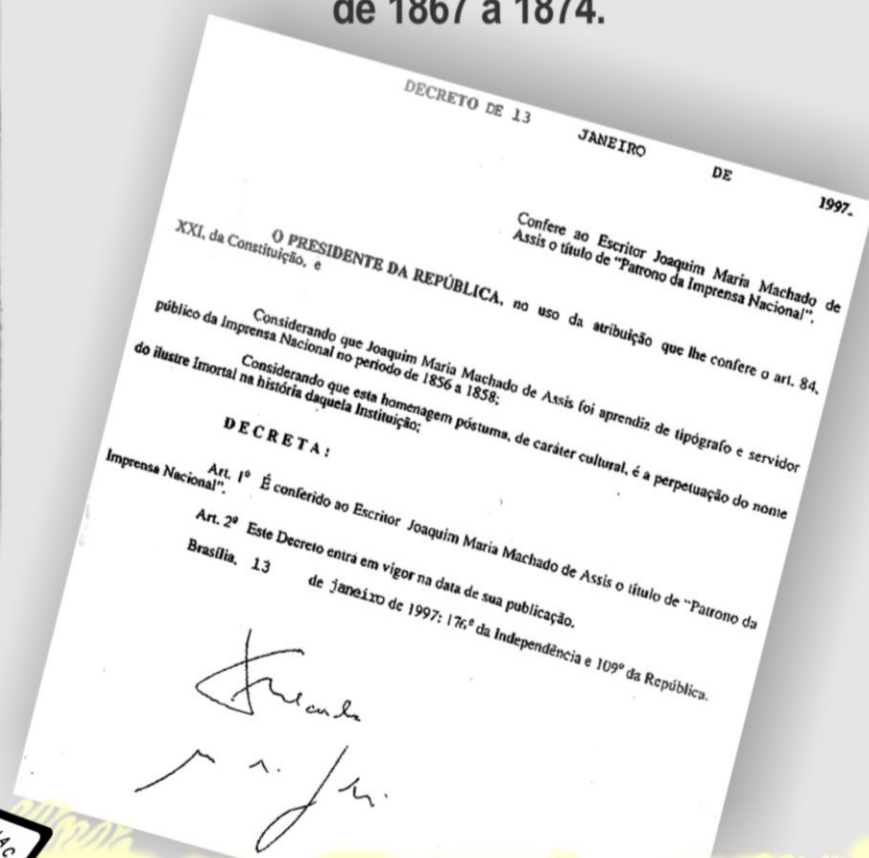 de 1867 a 1874.
DECRETO DE 13 JANEIRO DE 1997.
Confere ao Escritor Joaquim Maria Machado de
Assis o título de "Patrono da Imprensa Nacional".
O PRESIDENTE DA REPÚBLICA, no uso da atribuição que lhe confere o art. 84,
XXI, da Constituição, e
Considerando que Joaquim Maria Machado de Assis foi aprendiz de tipógrafo e servidor
público da Imprensa Nacional no período de 1856 a 1858;
Considerando que esta homenagem póstuma, de caráter cultural, é a perpetuação do nome
do ilustre Imortal na história daquela Instituição;
DECRETA:
Art. 1º É conferido ao Escritor Joaquim Maria Machado de Assis o título de "Patrono da
Imprensa Nacional".
Art. 2º Este Decreto entra em vigor na data de sua publicação.
Brasília, 13 de janeiro de 1997; 176º da Independência e 109º da República.